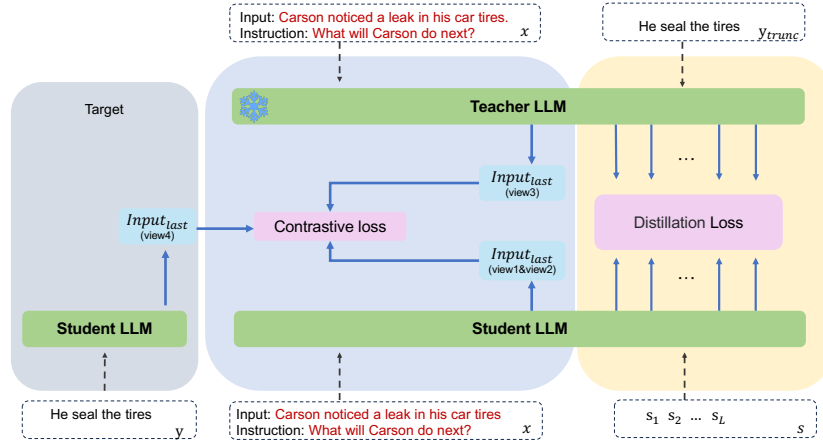 Input: Carson noticed a leak in his car tires.
Instruction: What will Carson do next? x
He seal the tires y_trunc
Target
Teacher LLM
...
Input_last
(view3)
Input_last
(view4)
Contrastive loss
Distillation Loss
Input_last
(view1&view2)
...
Student LLM
Student LLM
He seal the tires y
Input: Carson noticed a leak in his car tires
Instruction: What will Carson do next? x
s_1 s_2 ... s_L s